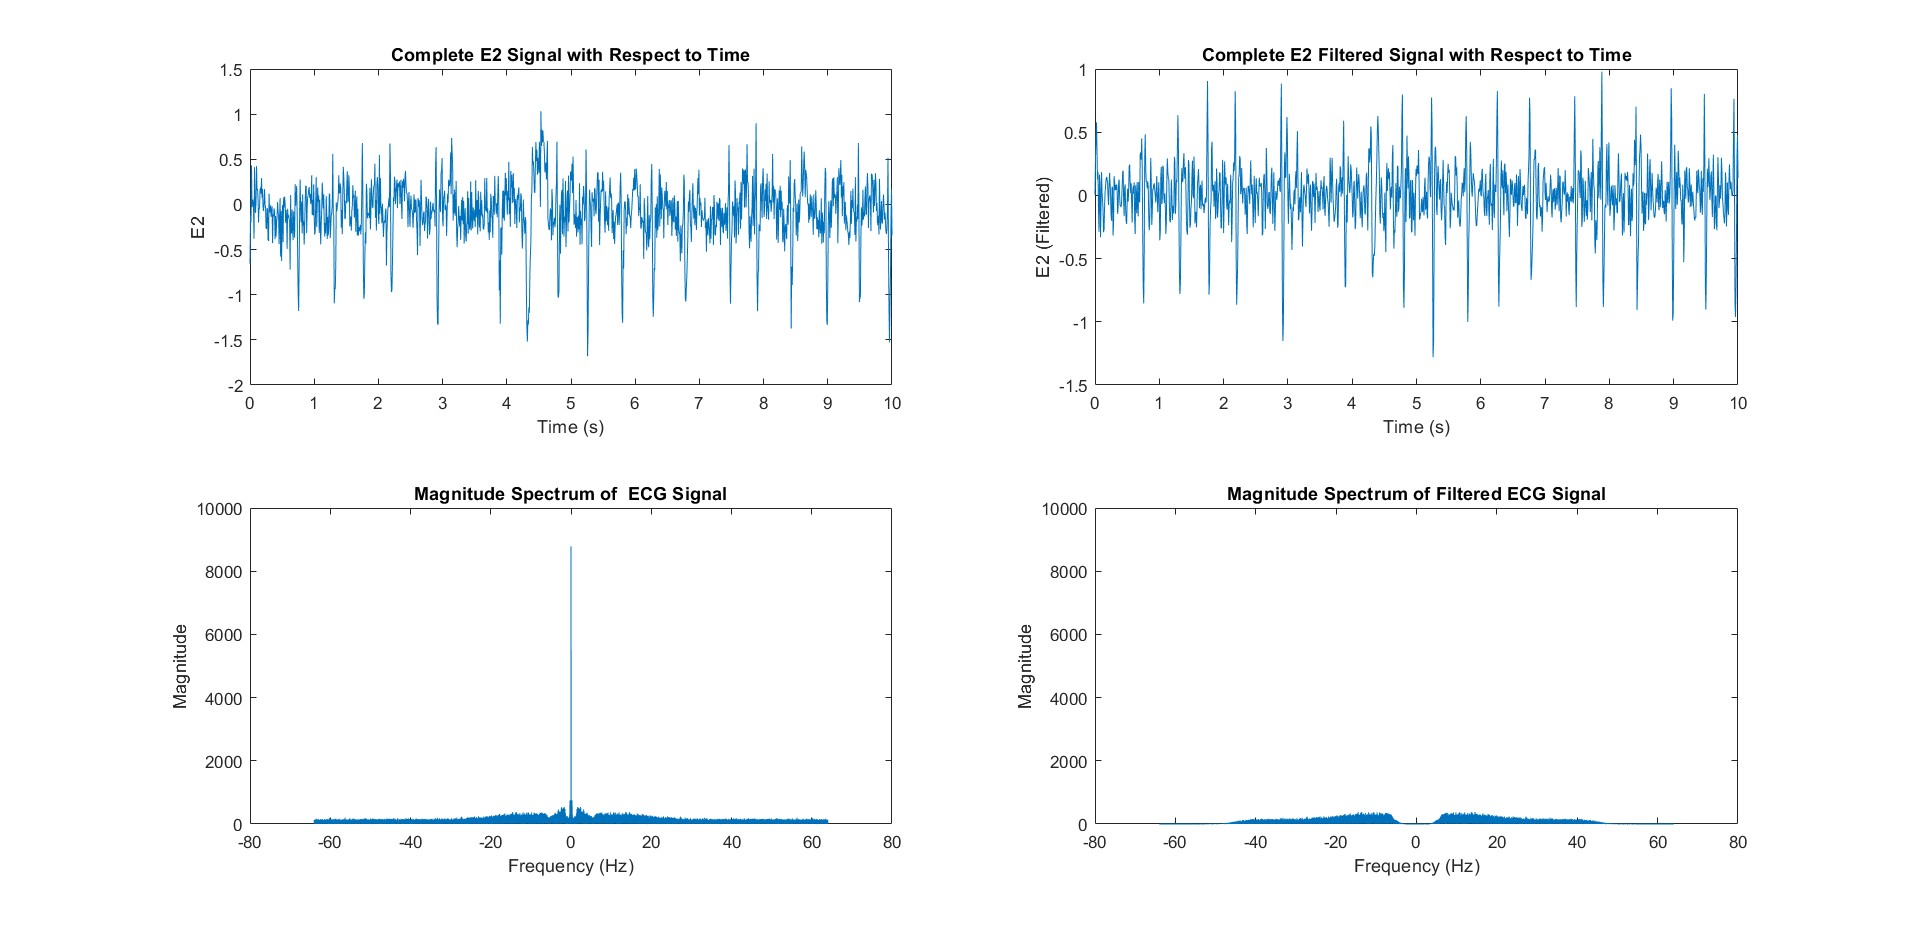 Complete E2 Signal with Respect to Time
1.5
1
0.5
0
-0.5
-1
-1.5
-2
E2
0 1 2 3 4 5 6 7 8 9 10
Time (s)
Complete E2 Filtered Signal with Respect to Time
1
0.5
0
-0.5
-1
-1.5
E2 (Filtered)
0 1 2 3 4 5 6 7 8 9 10
Time (s)
Magnitude Spectrum of  ECG Signal
10000
8000
6000
4000
2000
0
Magnitude
-80 -60 -40 -20 0 20 40 60 80
Frequency (Hz)
Magnitude Spectrum of Filtered ECG Signal
10000
8000
6000
4000
2000
0
Magnitude
-80 -60 -40 -20 0 20 40 60 80
Frequency (Hz)